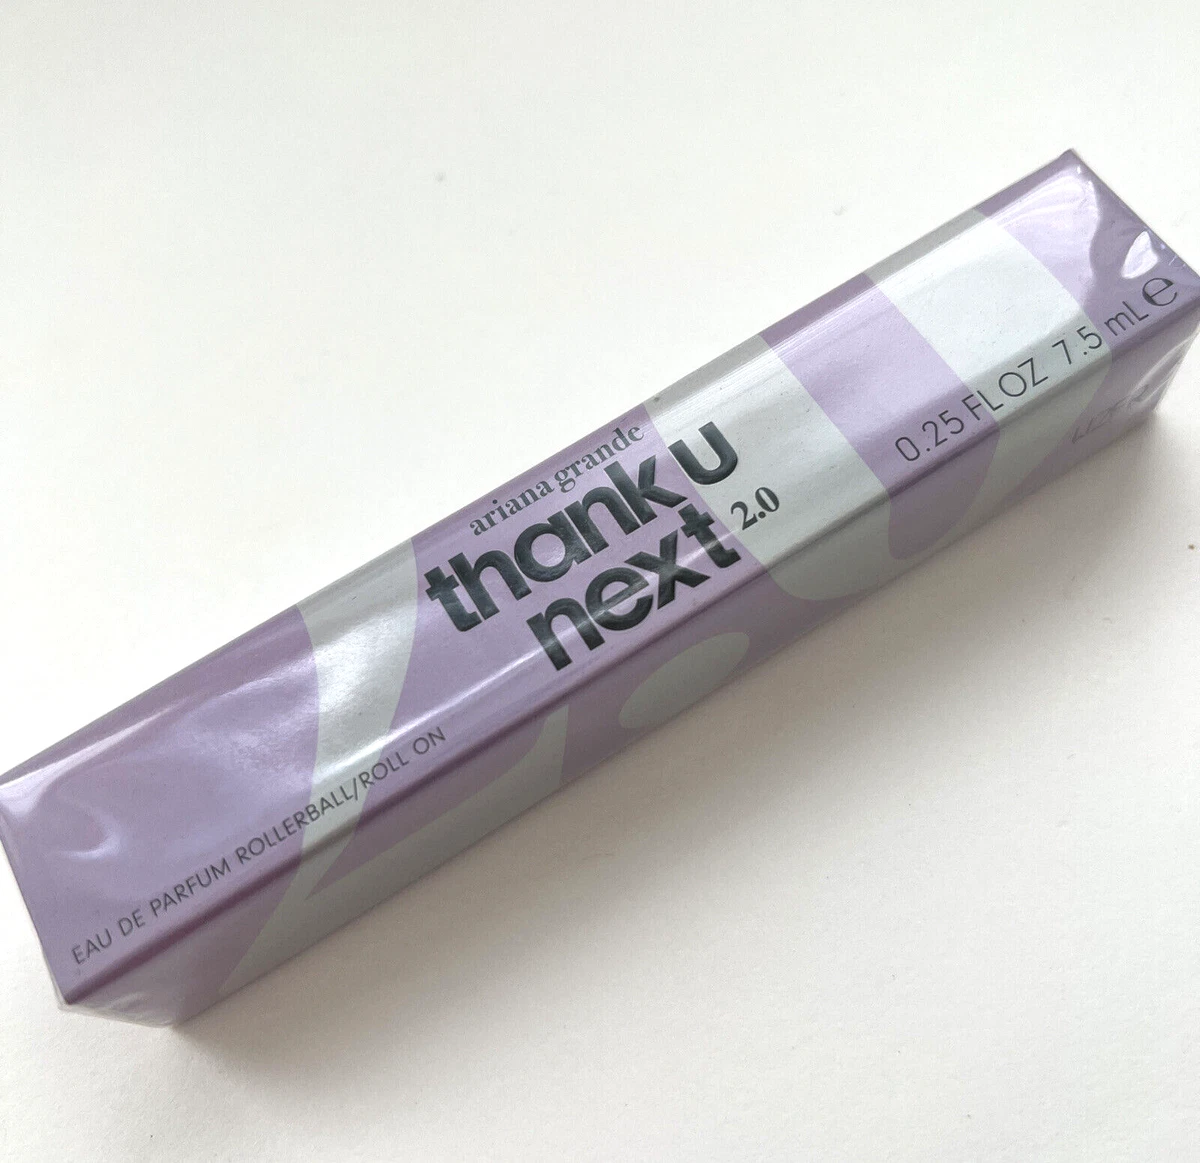 ariana grande
thank u
next 2.0
EAU DE PARFUM ROLLERBALL/ROLL ON
0.25 FL OZ 7.5 mL e